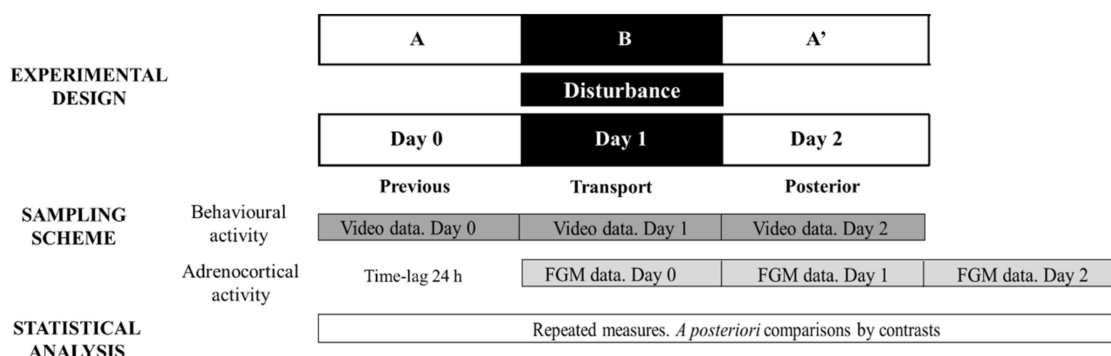 A B A’
EXPERIMENTAL
DESIGN
Disturbance
Day 0 Day 1 Day 2
Previous Transport Posterior
SAMPLING
SCHEME
Behavioural
activity
Video data. Day 0 Video data. Day 1 Video data. Day 2
Adrenocortical
activity
Time-lag 24 h FGM data. Day 0 FGM data. Day 1 FGM data. Day 2
STATISTICAL
ANALYSIS
Repeated measures. A posteriori comparisons by contrasts